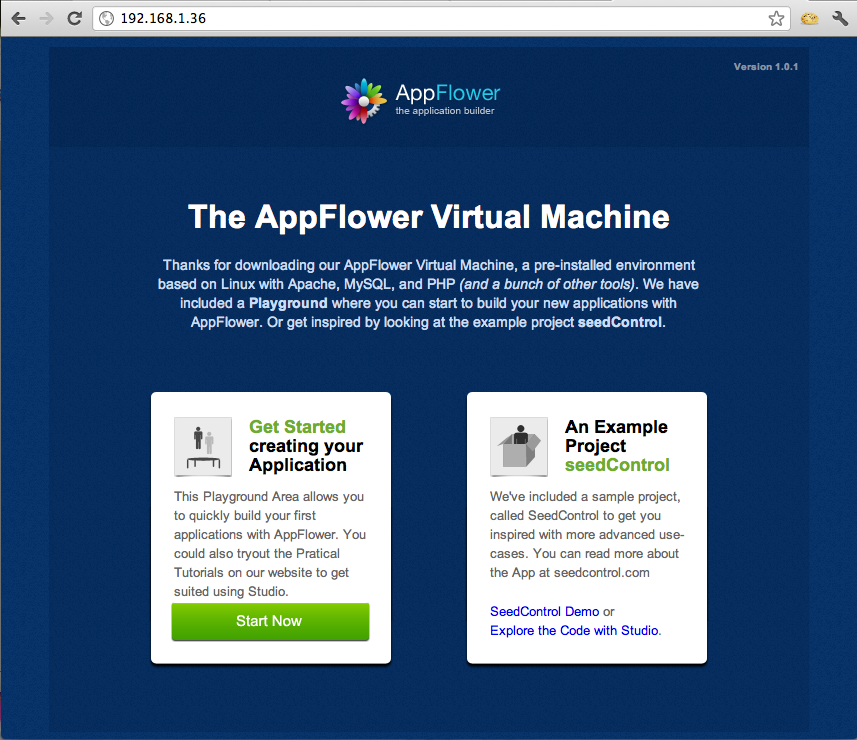 192.168.1.36
Version 1.0.1
AppFlower
the application builder
The AppFlower Virtual Machine
Thanks for downloading our AppFlower Virtual Machine, a pre-installed environment
based on Linux with Apache, MySQL, and PHP (and a bunch of other tools). We have
included a Playground where you can start to build your new applications with
AppFlower. Or get inspired by looking at the example project seedControl.
Get Started
creating your
Application
This Playground Area allows you
to quickly build your first
applications with AppFlower. You
could also tryout the Pratical
Tutorials on our website to get
suited using Studio.
Start Now
An Example
Project
seedControl
We've included a sample project,
called SeedControl to get you
inspired with more advanced use-
cases. You can read more about
the App at seedcontrol.com
SeedControl Demo or
Explore the Code with Studio.